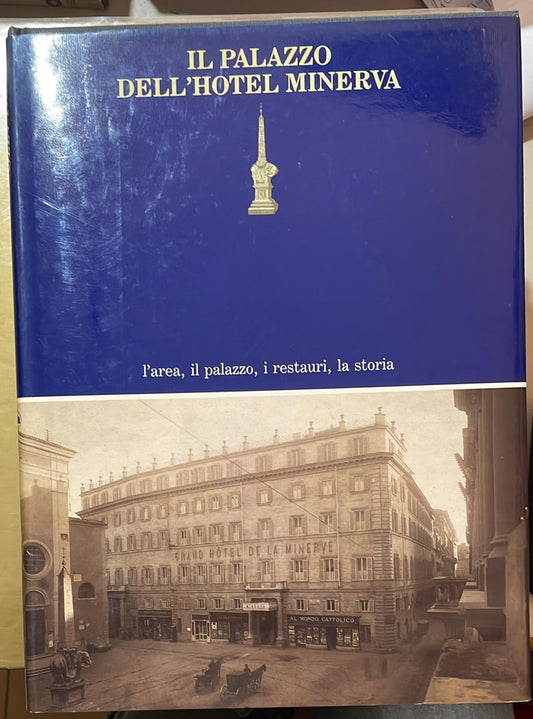 IL PALAZZO
DELL'HOTEL MINERVA
l'area, il palazzo, i restauri, la storia
GRAND HÔTEL DE LA MINERVE
AL MONDO CATTOLICO